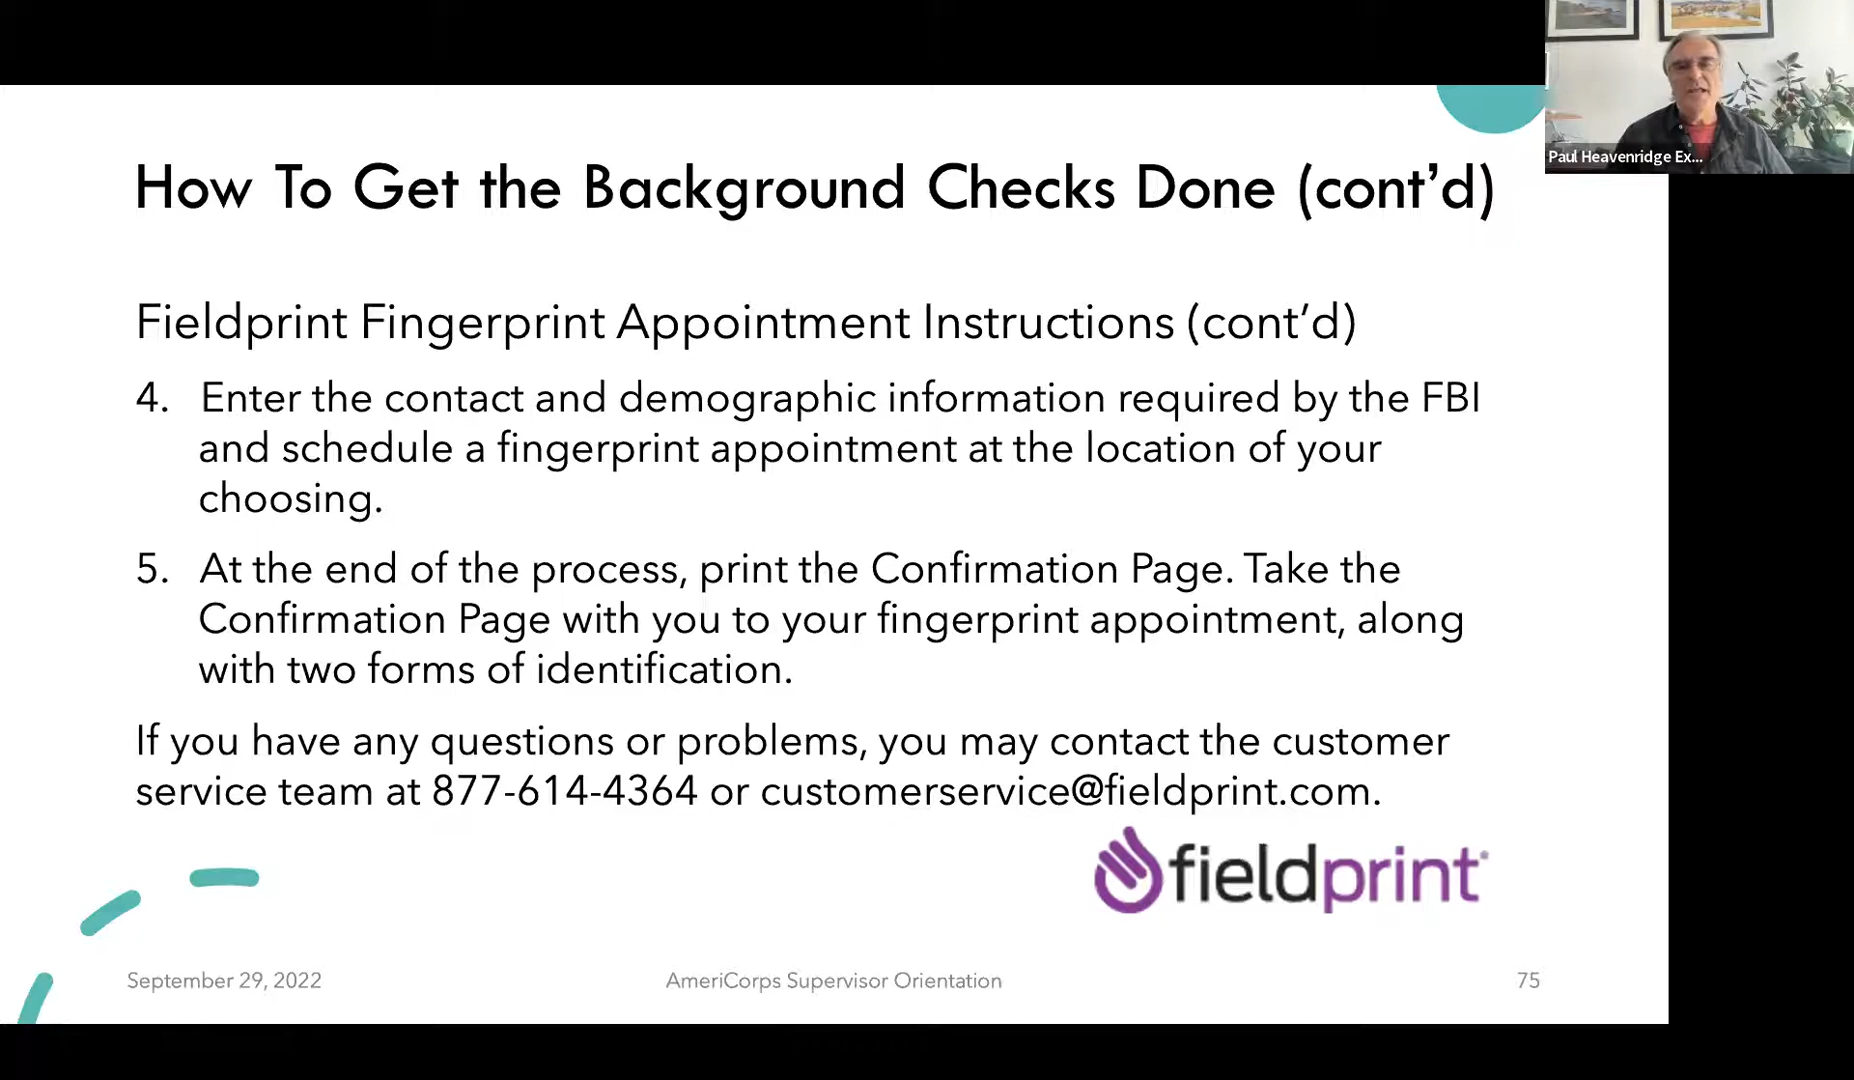 Paul Heavenridge Ex...
How To Get the Background Checks Done (cont’d)
Fieldprint Fingerprint Appointment Instructions (cont’d)
4. Enter the contact and demographic information required by the FBI
and schedule a fingerprint appointment at the location of your
choosing.
5. At the end of the process, print the Confirmation Page. Take the
Confirmation Page with you to your fingerprint appointment, along
with two forms of identification.
If you have any questions or problems, you may contact the customer
service team at 877-614-4364 or customerservice@fieldprint.com.
fieldprint
September 29, 2022
AmeriCorps Supervisor Orientation
75